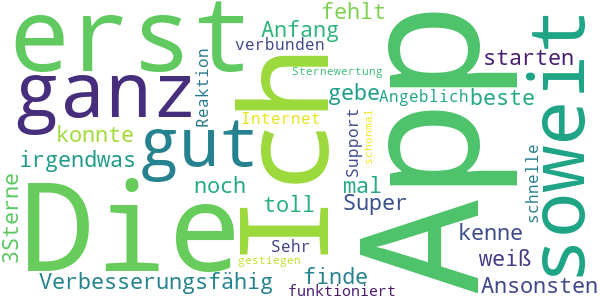 erst
Anfang
fehlt
verbunden
starten
ganz
Reaktion
Ich
Sternewertung
App
soweit
gebe
Angeblich
beste
konnte
gut
Internet
irgendwas
Support
schonmal
schnelle
3Sterne
Die
noch
mal
toll
Super
kenne
Sehr
weiß
gestiegen
Verbesserungsfähig
finde
Ansonsten
funktioniert